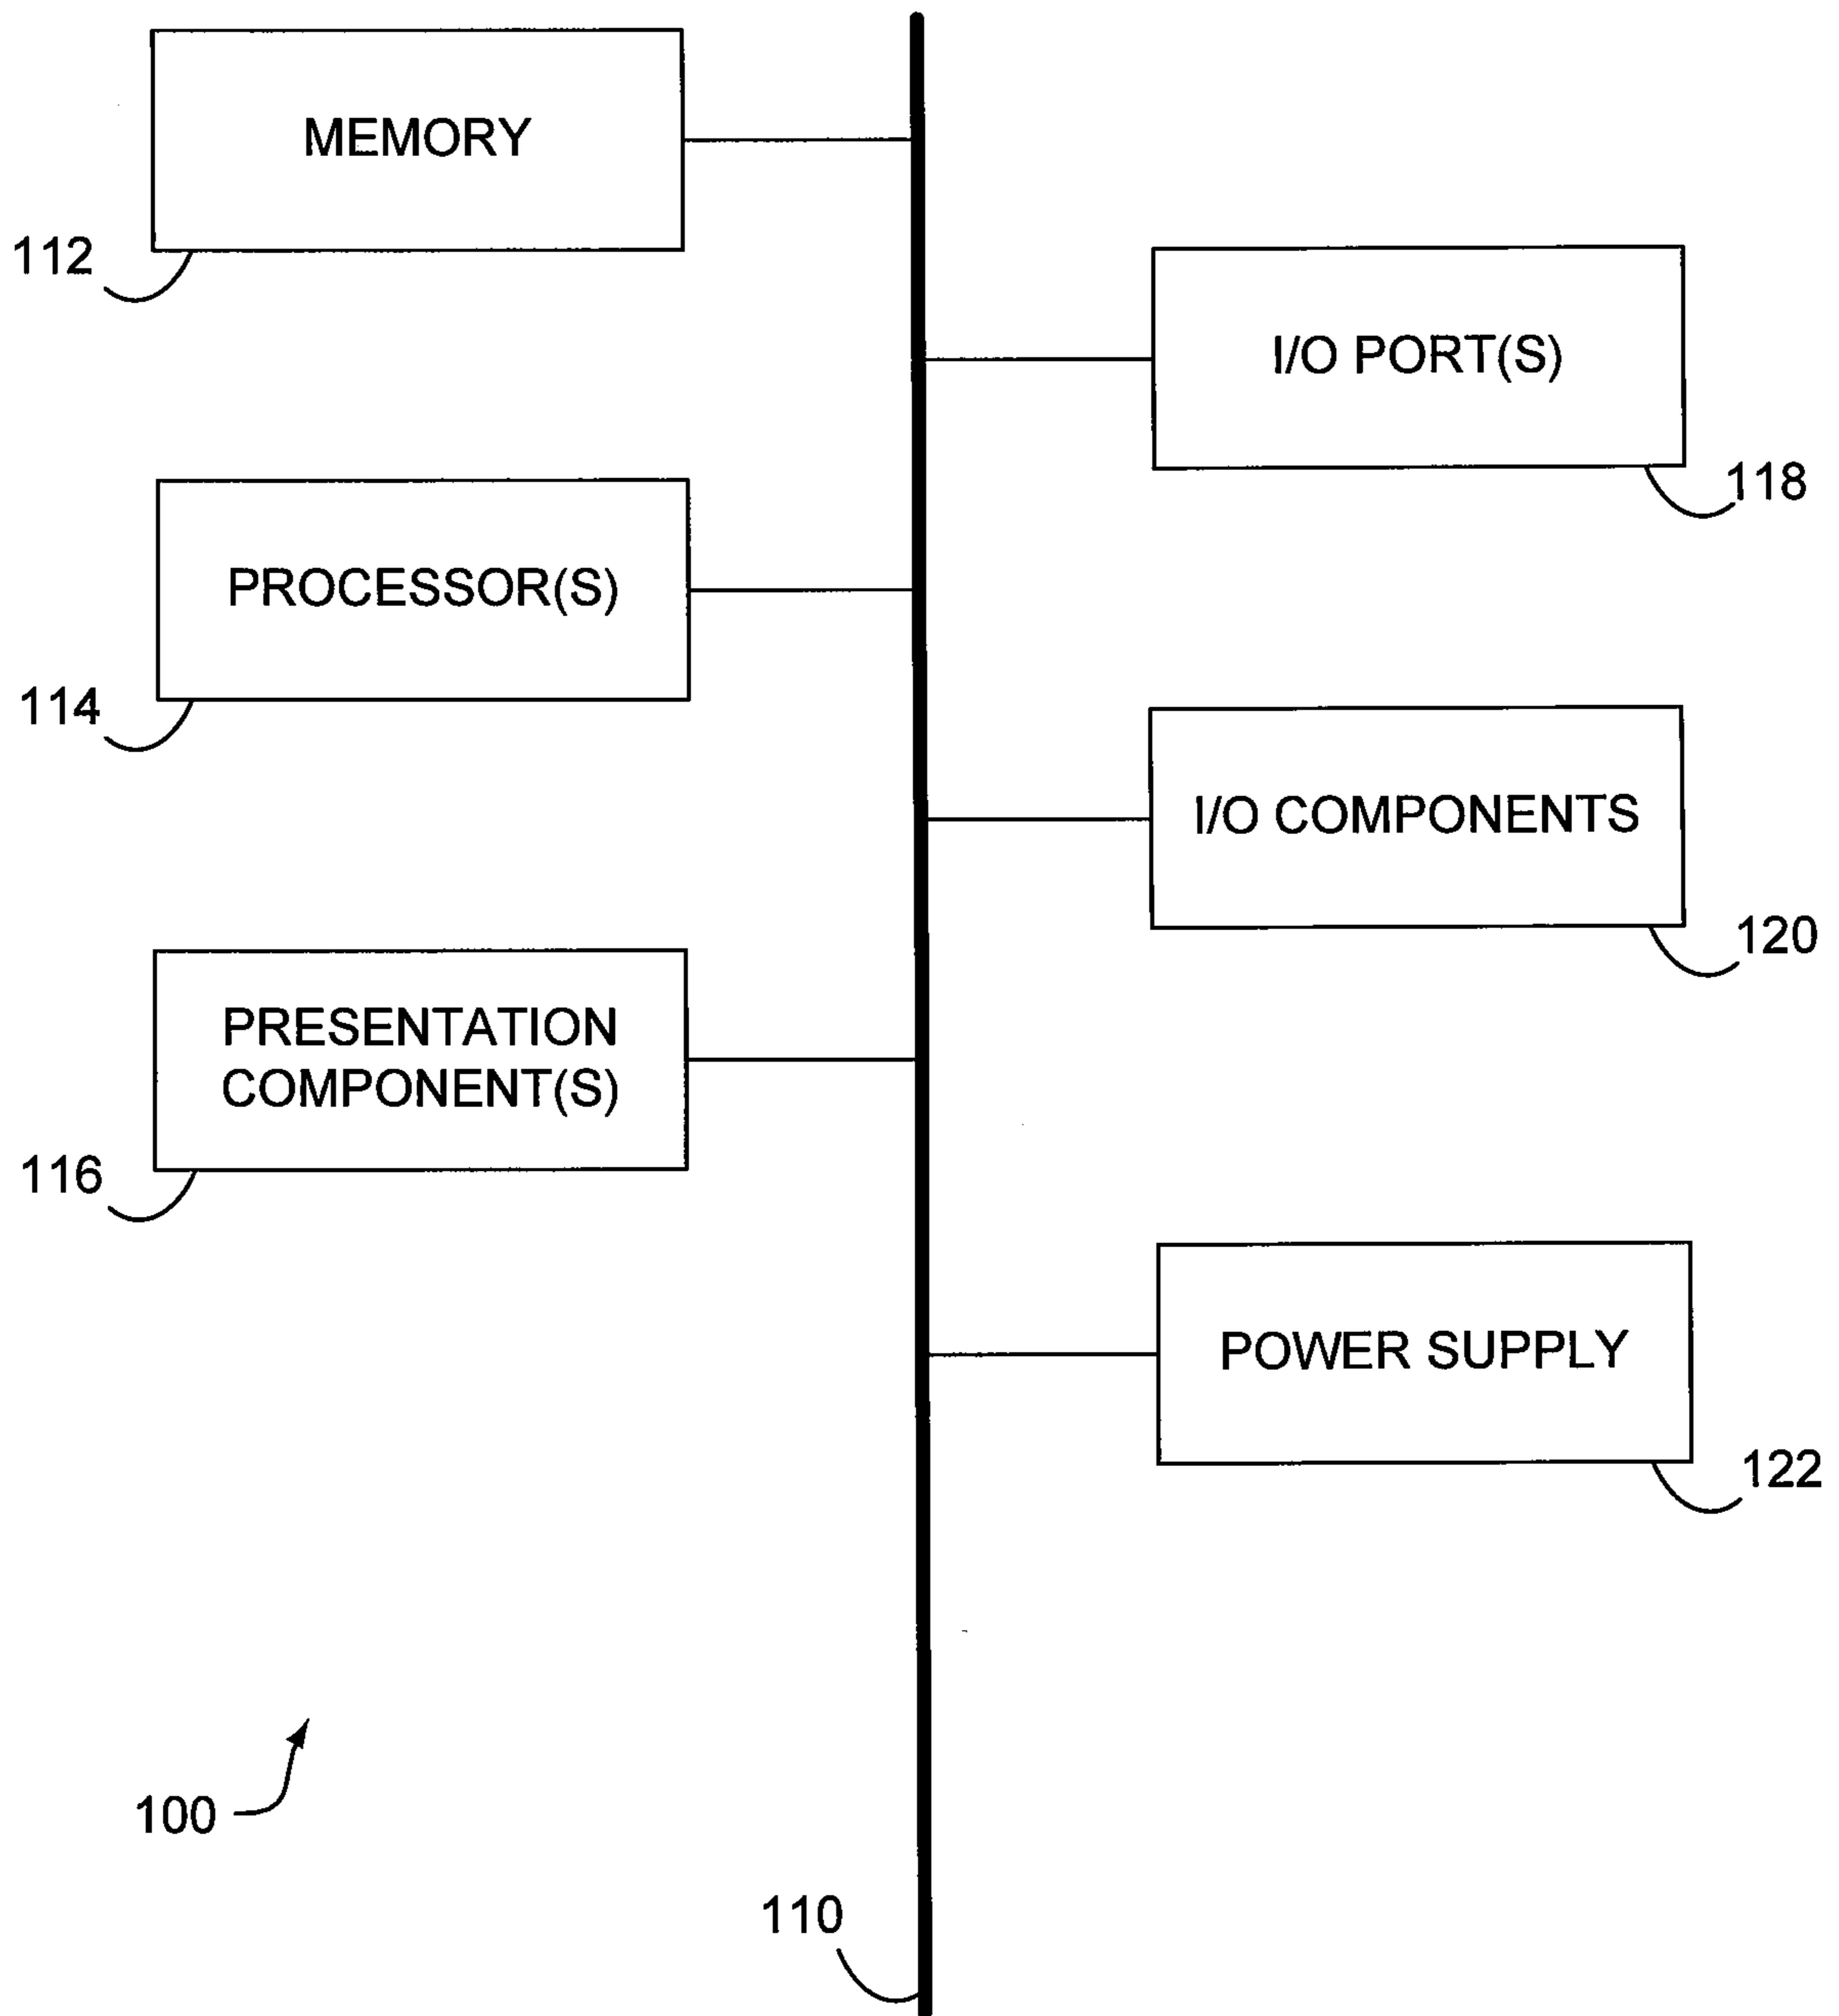 MEMORY
112
I/O PORT(S)
118
PROCESSOR(S)
114
I/O COMPONENTS
120
PRESENTATION
COMPONENT(S)
116
POWER SUPPLY
122
100
110